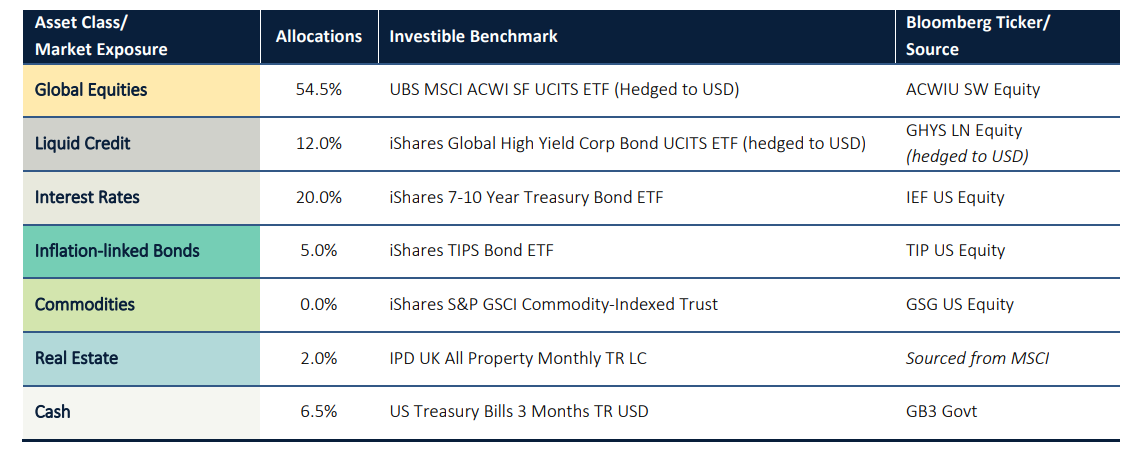 Asset Class/
Market Exposure
Allocations
Investible Benchmark
Bloomberg Ticker/
Source
Global Equities
54.5%
UBS MSCI ACWI SF UCITS ETF (Hedged to USD)
ACWIU SW Equity
Liquid Credit
12.0%
iShares Global High Yield Corp Bond UCITS ETF (hedged to USD)
GHYS LN Equity
(hedged to USD)
Interest Rates
20.0%
iShares 7-10 Year Treasury Bond ETF
IEF US Equity
Inflation-linked Bonds
5.0%
iShares TIPS Bond ETF
TIP US Equity
Commodities
0.0%
iShares S&P GSCI Commodity-Indexed Trust
GSG US Equity
Real Estate
2.0%
IPD UK All Property Monthly TR LC
Sourced from MSCI
Cash
6.5%
US Treasury Bills 3 Months TR USD
GB3 Govt